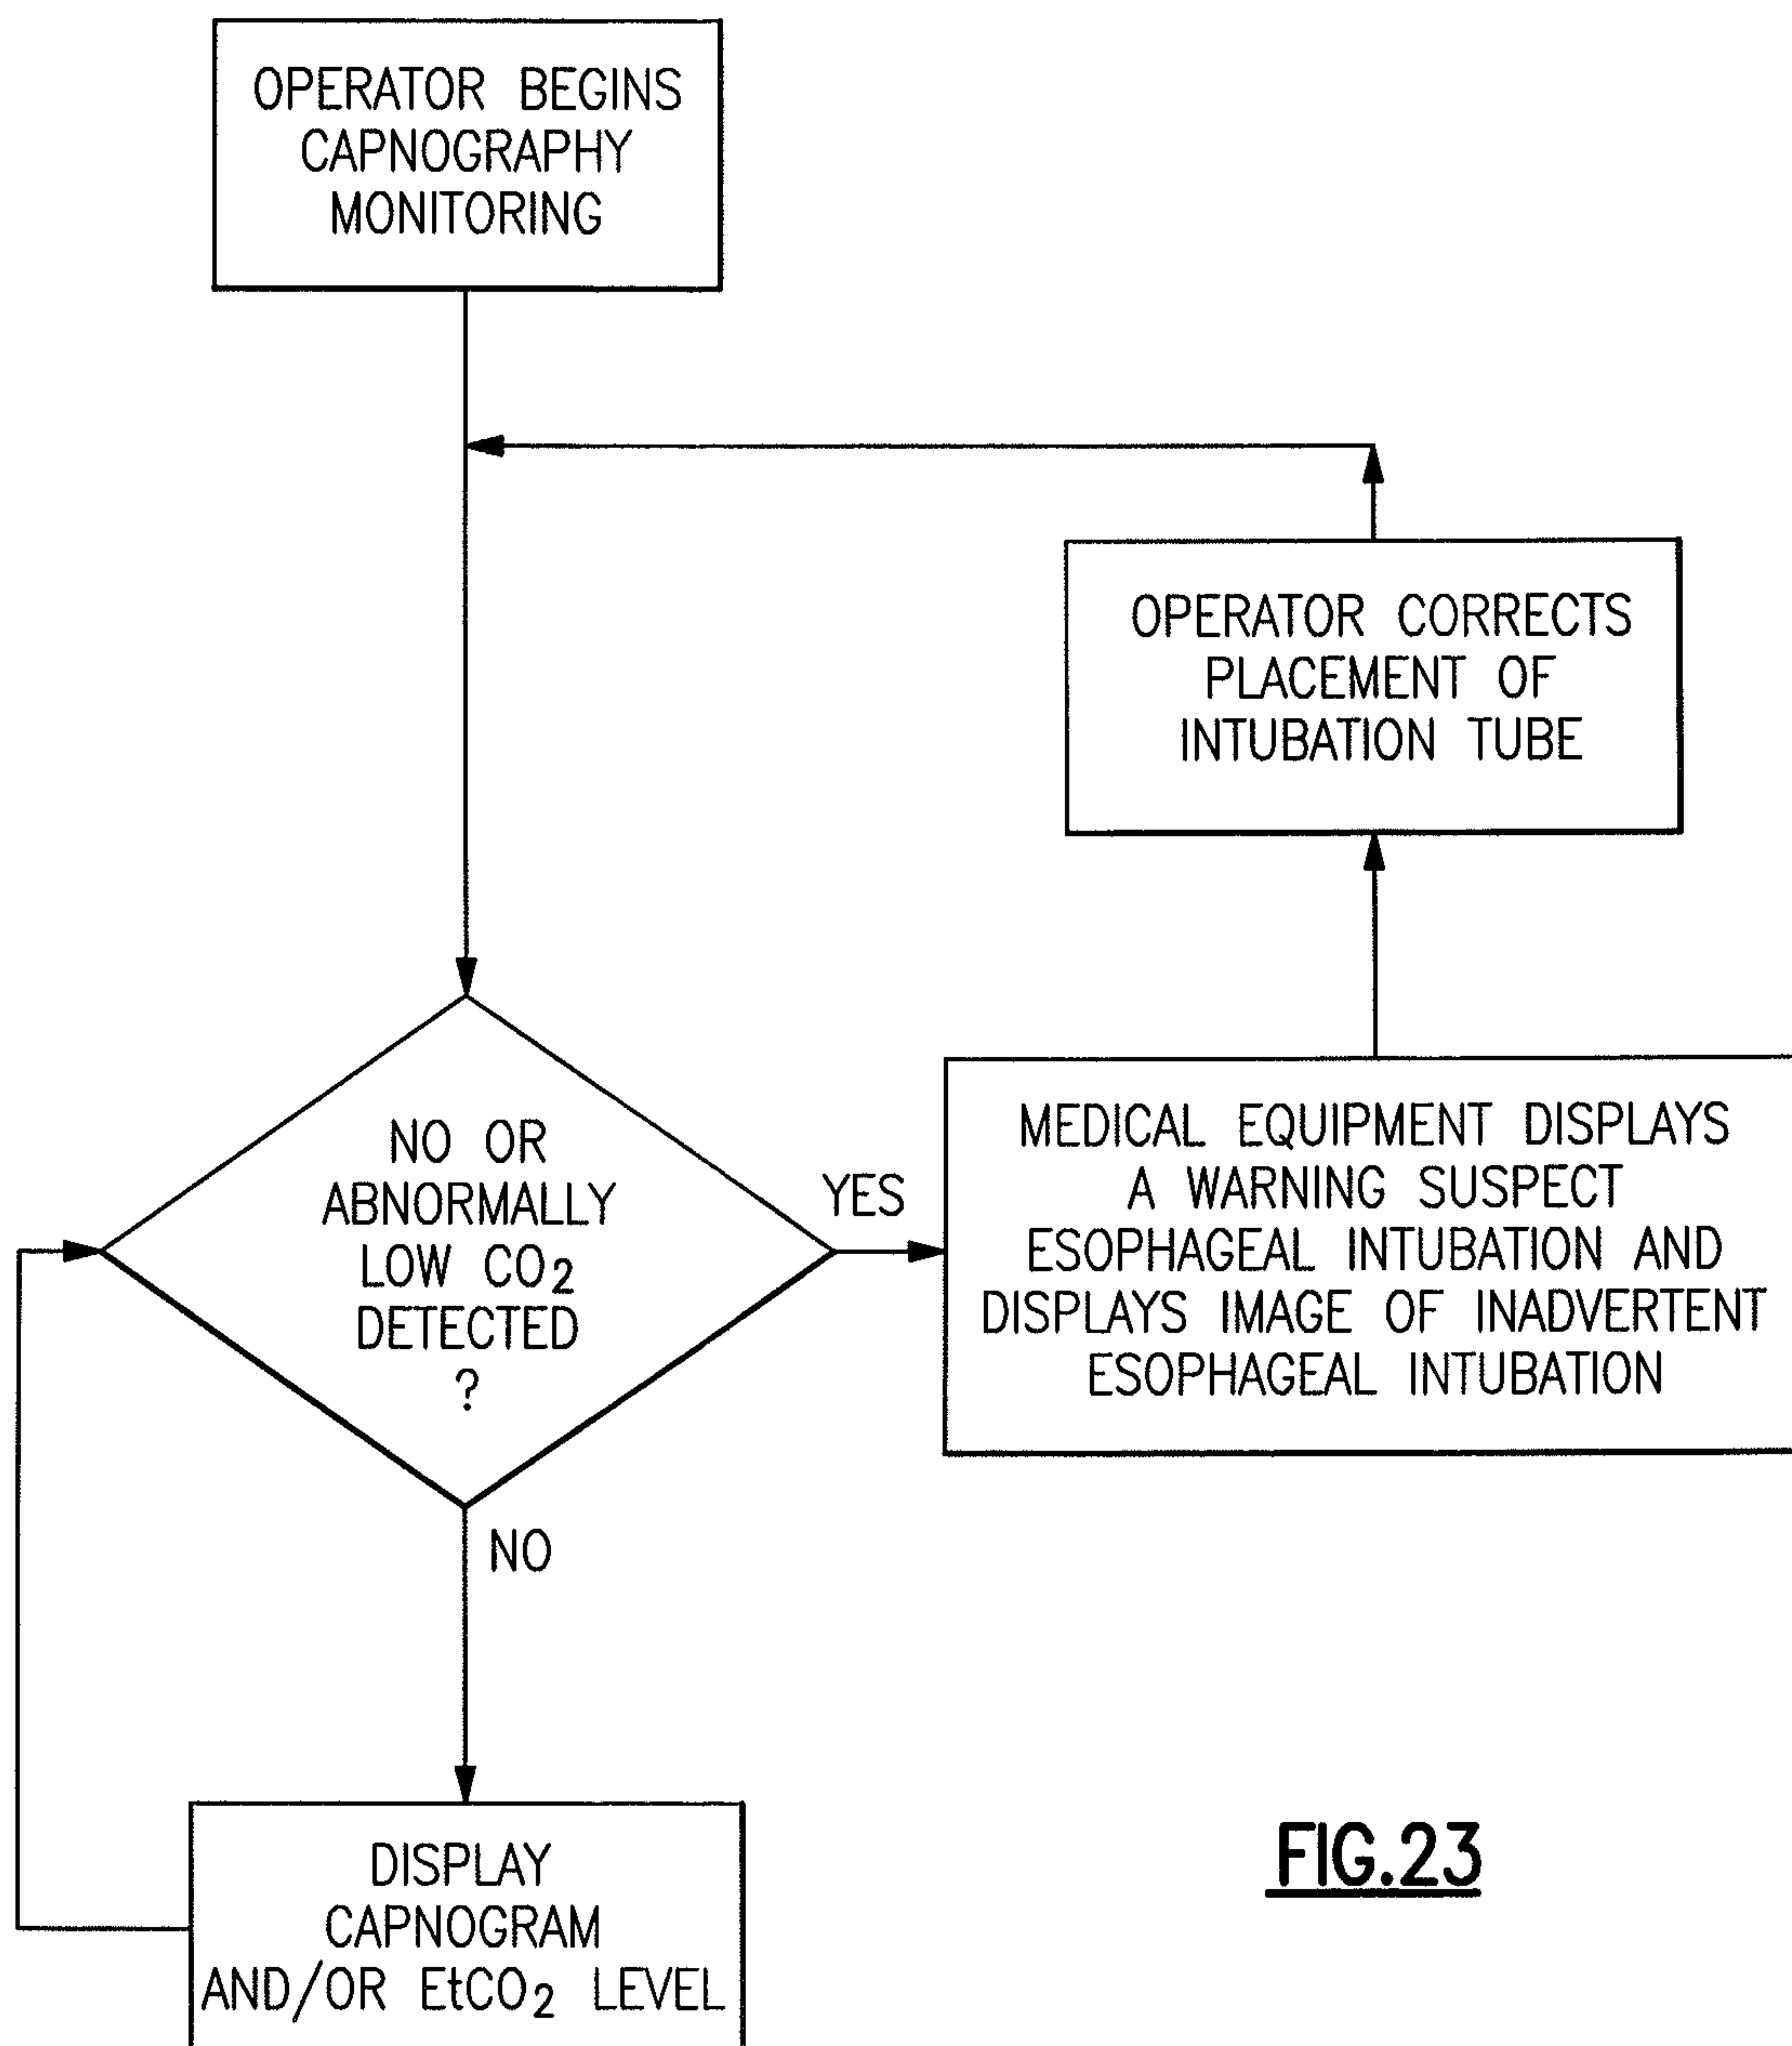 OPERATOR BEGINS
CAPNOGRAPHY
MONITORING
OPERATOR CORRECTS
PLACEMENT OF
INTUBATION TUBE
NO OR
ABNORMALLY
LOW CO₂
DETECTED
?
YES
MEDICAL EQUIPMENT DISPLAYS
A WARNING SUSPECT
ESOPHAGEAL INTUBATION AND
DISPLAYS IMAGE OF INADVERTENT
ESOPHAGEAL INTUBATION
NO
DISPLAY
CAPNOGRAM
AND/OR EtCO₂ LEVEL
FIG.23